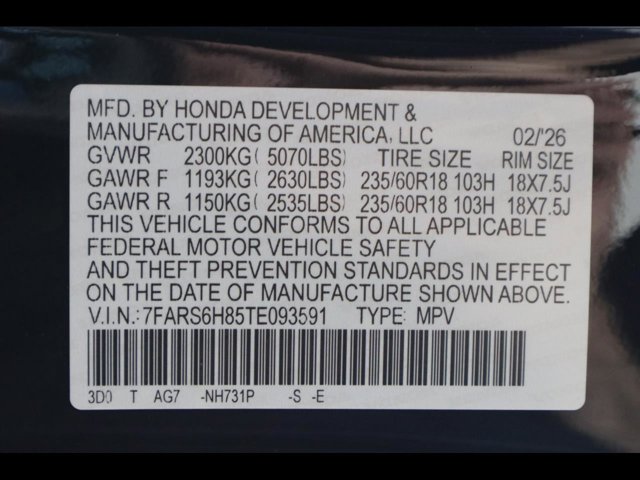 MFD. BY HONDA DEVELOPMENT &
MANUFACTURING OF AMERICA, LLC 02/'26
GVWR 2300KG( 5070LBS) TIRE SIZE RIM SIZE
GAWR F 1193KG( 2630LBS) 235/60R18 103H 18X7.5J
GAWR R 1150KG( 2535LBS) 235/60R18 103H 18X7.5J
THIS VEHICLE CONFORMS TO ALL APPLICABLE
FEDERAL MOTOR VEHICLE SAFETY
AND THEFT PREVENTION STANDARDS IN EFFECT
ON THE DATE OF MANUFACTURE SHOWN ABOVE.
V.I.N.:7FARS6H85TE093591 TYPE: MPV
3D0 T AG7 -NH731P -S -E